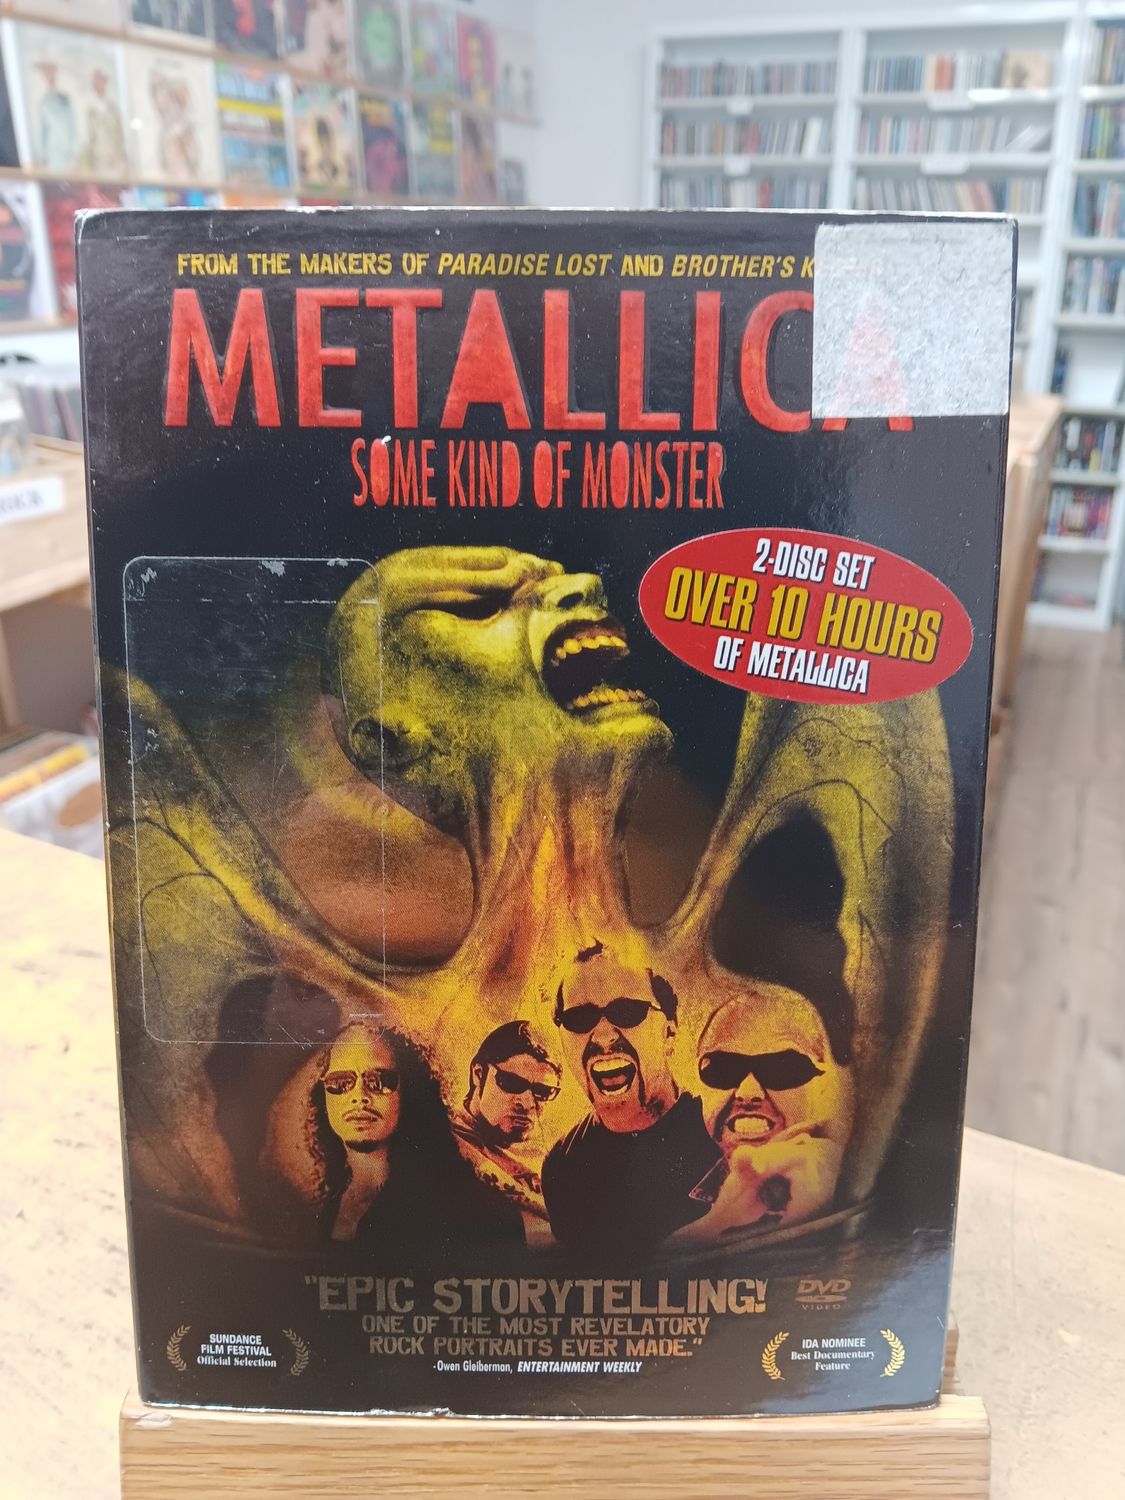 FROM THE MAKERS OF PARADISE LOST AND BROTHER'S
METALLICA
SOME KIND OF MONSTER
2-DISC SET
OVER 10 HOURS
OF METALLICA
"EPIC STORYTELLING!
ONE OF THE MOST REVELATORY
ROCK PORTRAITS EVER MADE."
-Owen Gleiberman, ENTERTAINMENT WEEKLY
DVD
VIDEO
SUNDANCE
FILM FESTIVAL
Official Selection
IDA NOMINEE
Best Documentary
Feature